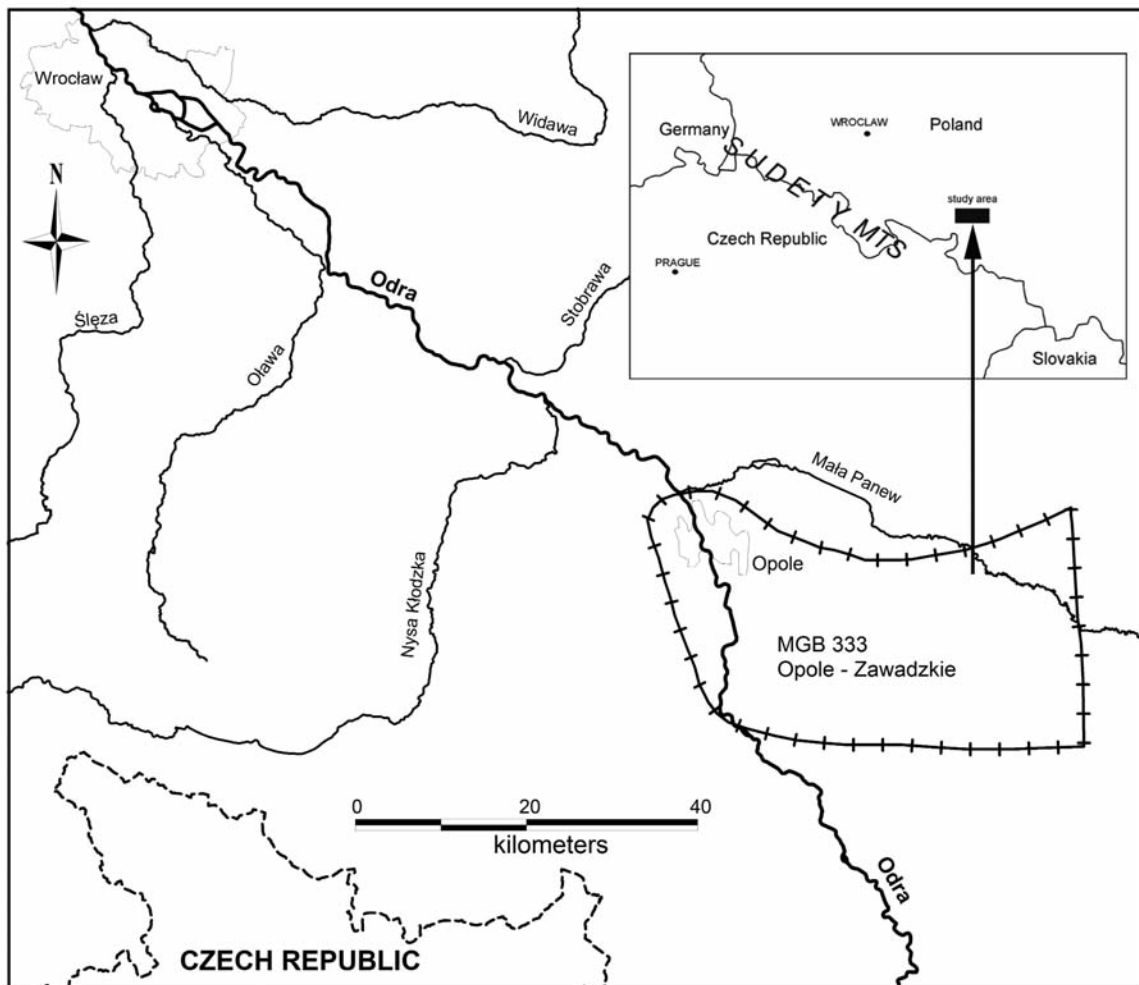 Wrocław
Widawa
N
Ślęza
Oława
Odra
Stobrawa
Nysa Kłodzka
Mała Panew
Opole
MGB 333
Opole - Zawadzkie
0 20 40
kilometers
Odra
CZECH REPUBLIC
Germany
WROCLAW
Poland
SUDETY MTS
study area
Czech Republic
PRAGUE
Slovakia